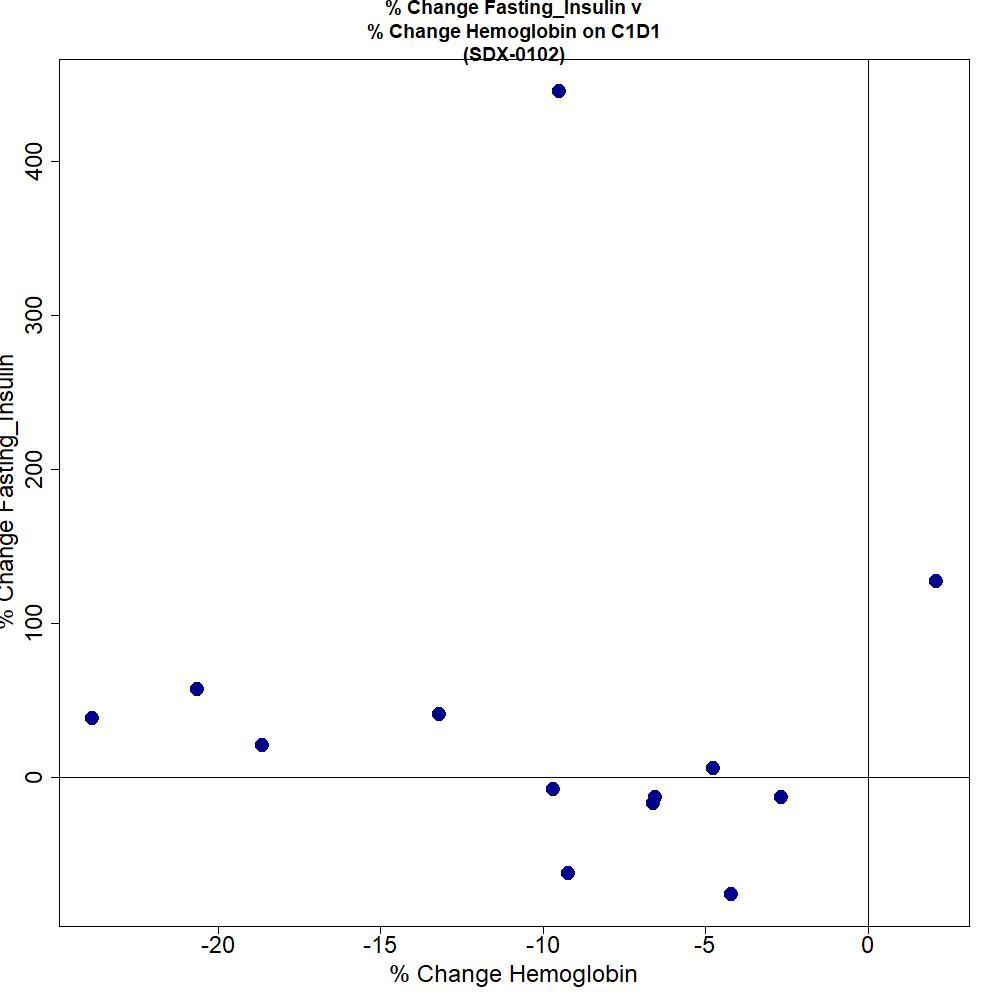 % Change Fasting_Insulin v
% Change Hemoglobin on C1D1
(SDX-0102)
% Change Fasting_Insulin
400
300
200
100
0
-20
-15
-10
-5
0
% Change Hemoglobin